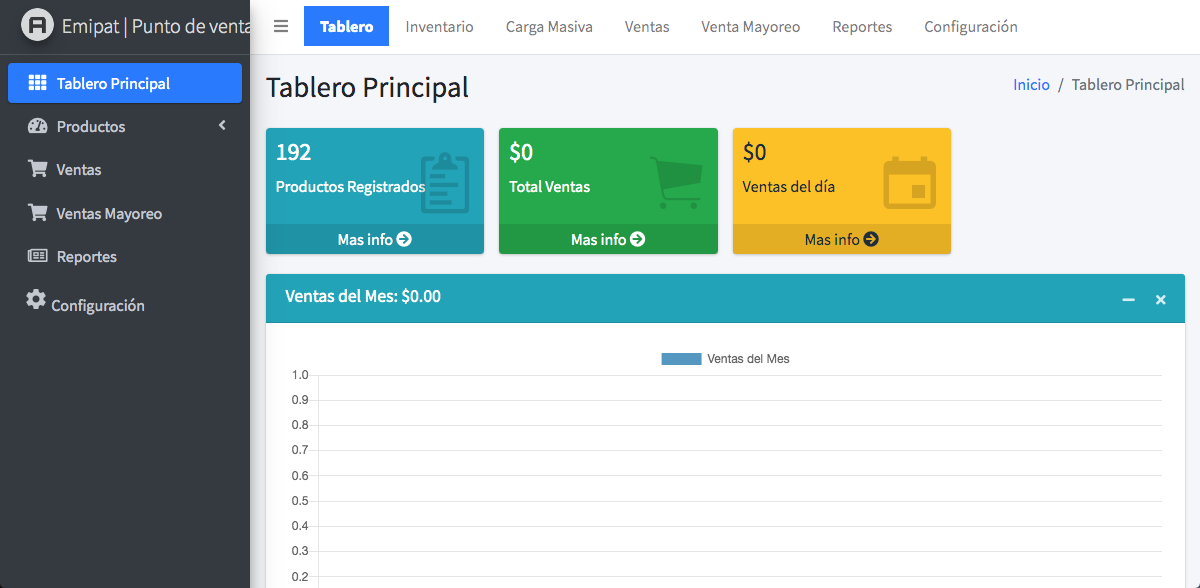 Emipat | Punto de venta
Tablero Principal
Productos
Ventas
Ventas Mayoreo
Reportes
Configuración
Tablero
Inventario
Carga Masiva
Ventas
Venta Mayoreo
Reportes
Configuración
Tablero Principal
Inicio / Tablero Principal
192
Productos Registrados
Mas info
$0
Total Ventas
Mas info
$0
Ventas del día
Mas info
Ventas del Mes: $0.00
Ventas del Mes
1.0
0.9
0.8
0.7
0.6
0.5
0.4
0.3
0.2